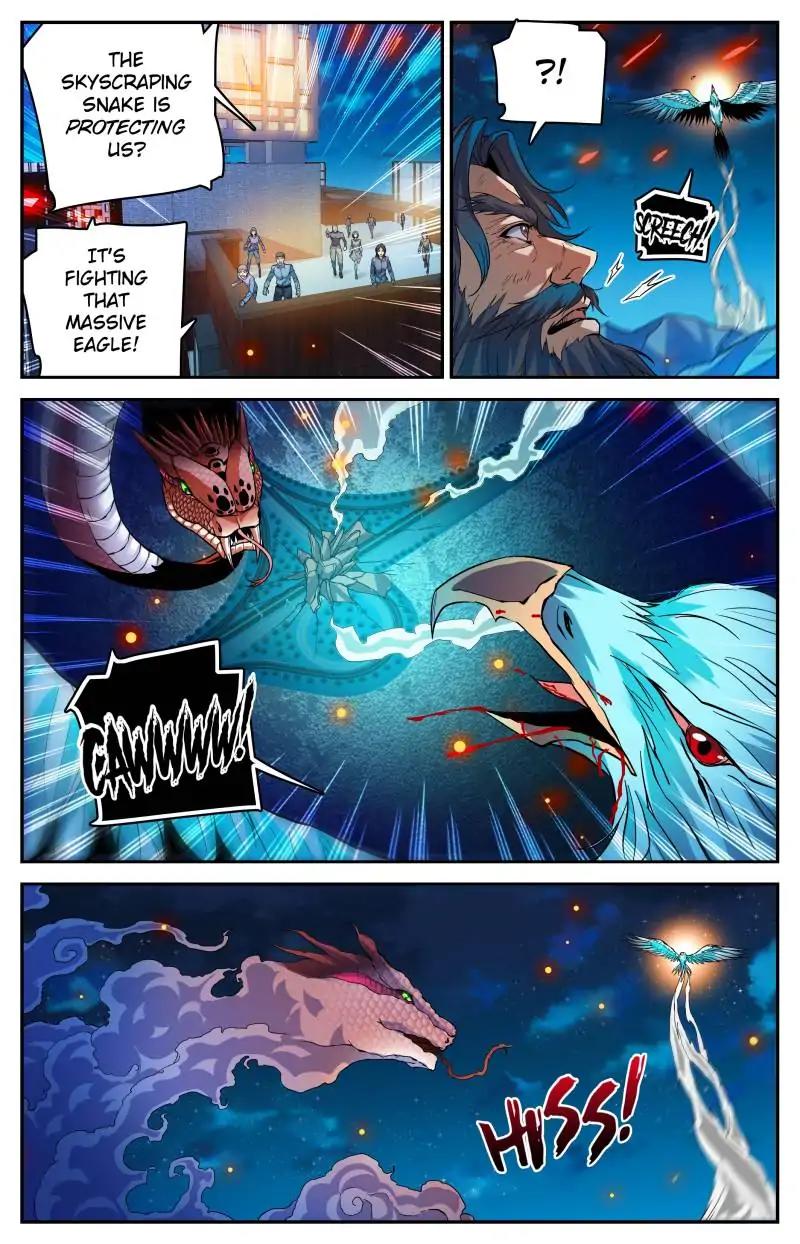 THE
SKYSCRAPING
SNAKE IS
PROTECTING
US?
IT'S
FIGHTING
THAT
MASSIVE
EAGLE!
?!
SCREECH!
CAWWWW!
HISS!